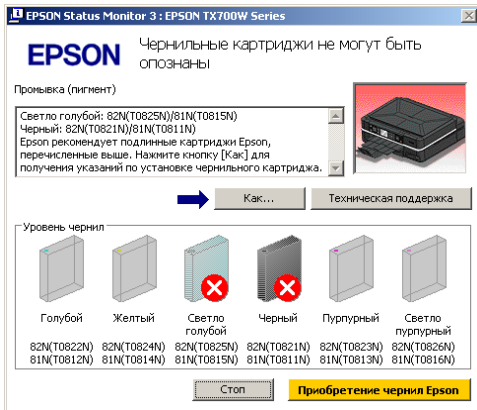 EPSON Status Monitor 3 : EPSON TX700W Series
EPSON
Чернильные картриджи не могут быть
опознаны
Промывка (пигмент)
Светло голубой: 82N(T0825N)/81N(T0815N)
Черный: 82N(T0821N)/81N(T0811N)
Epson рекомендует подлинные картриджи Epson,
перечисленные выше. Нажмите кнопку [Как] для
получения указаний по установке чернильного картриджа.
Как... Техническая поддержка
Уровень чернил
Голубой Желтый Светло голубой Черный Пурпурный Светло пурпурный
82N(T0822N) 82N(T0824N) 82N(T0825N) 82N(T0821N) 82N(T0823N) 82N(T0826N)
81N(T0812N) 81N(T0814N) 81N(T0815N) 81N(T0811N) 81N(T0813N) 81N(T0816N)
Стоп Приобретение чернил Epson